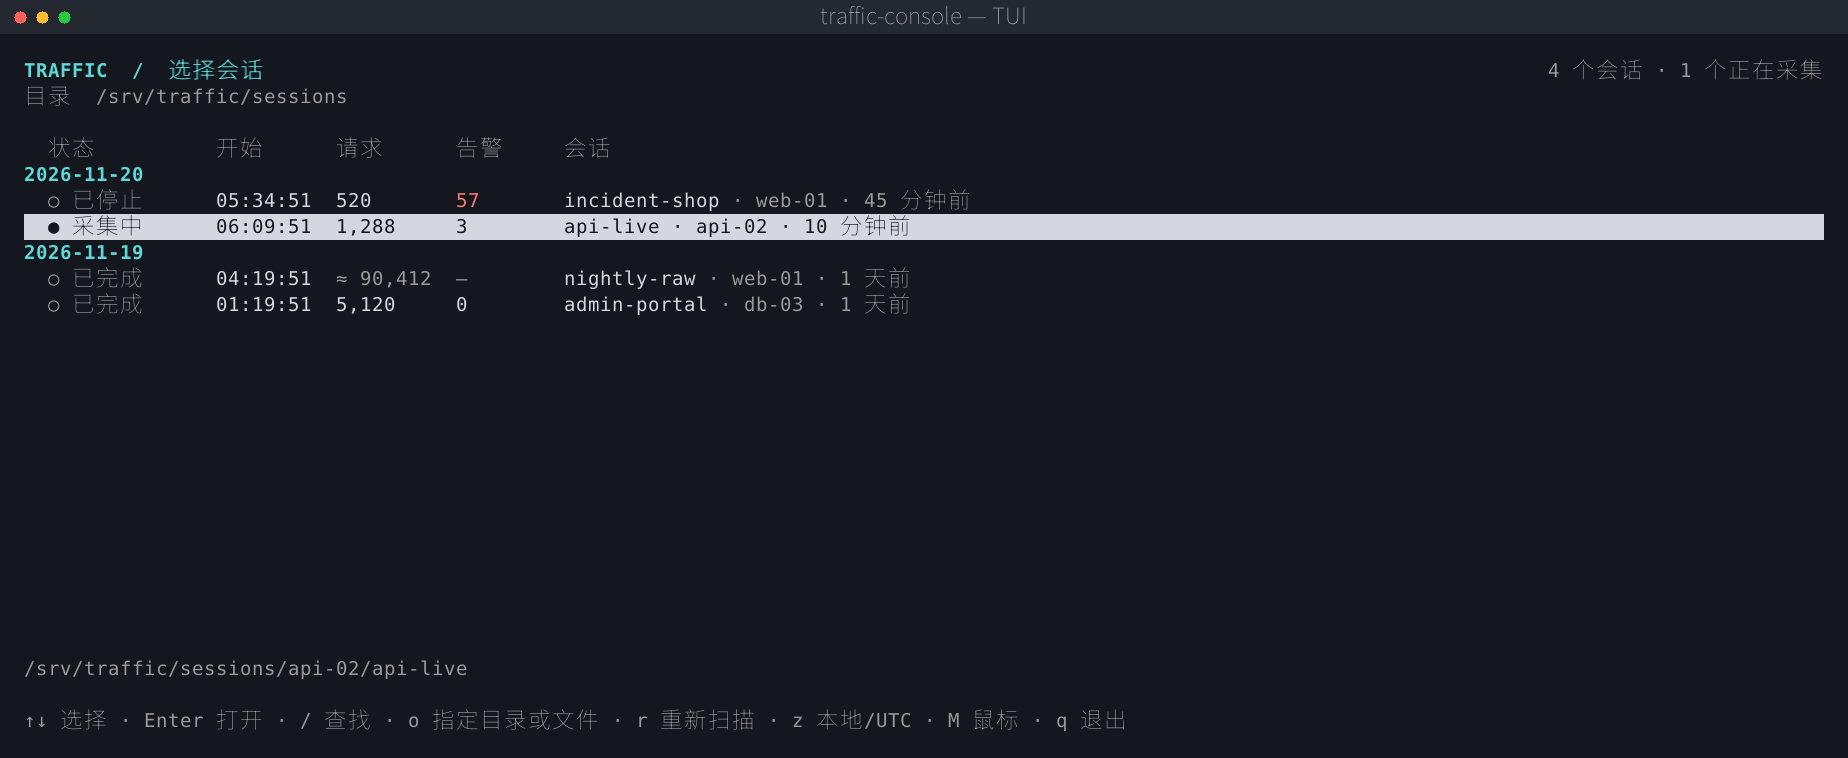 traffic-console — TUI
TRAFFIC / 选择会话 4 个会话 · 1 个正在采集
目录 /srv/traffic/sessions
状态 开始 请求 告警 会话
2026-11-20
○ 已停止 05:34:51 520 57 incident-shop · web-01 · 45 分钟前
● 采集中 06:09:51 1,288 3 api-live · api-02 · 10 分钟前
2026-11-19
○ 已完成 04:19:51 ≈ 90,412 — nightly-raw · web-01 · 1 天前
○ 已完成 01:19:51 5,120 0 admin-portal · db-03 · 1 天前
/srv/traffic/sessions/api-02/api-live
↑↓ 选择 · Enter 打开 · / 查找 · o 指定目录或文件 · r 重新扫描 · z 本地/UTC · M 鼠标 · q 退出